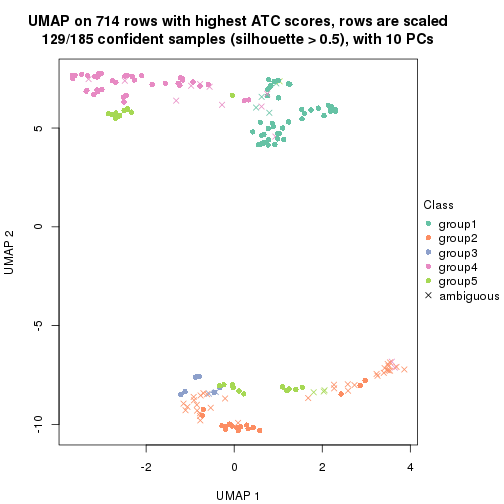 UMAP on 714 rows with highest ATC scores, rows are scaled
129/185 confident samples (silhouette > 0.5), with 10 PCs
5
0
-5
-10
UMAP 2
-2
0
2
4
UMAP 1
Class
group1
group2
group3
group4
group5
ambiguous